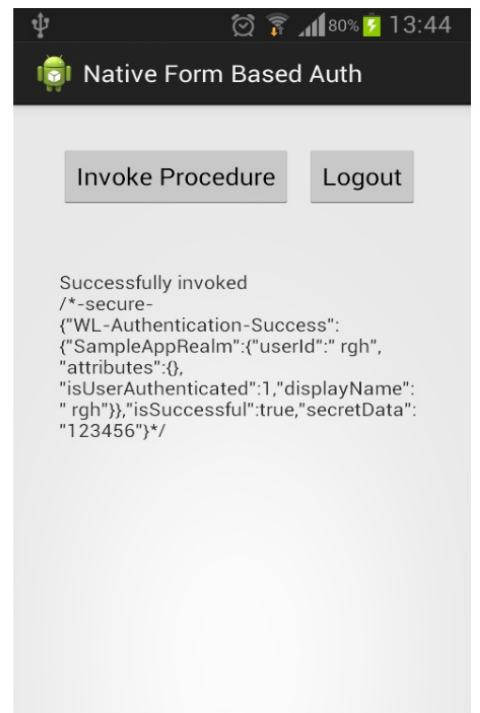 80% 13:44
Native Form Based Auth
Invoke Procedure Logout
Successfully invoked
/*-secure-
{"WL-Authentication-Success":
{"SampleAppRealm":{"userId":" rgh",
"attributes":{},
"isUserAuthenticated":1,"displayName":
" rgh"}},"isSuccessful":true,"secretData":
"123456"}*/